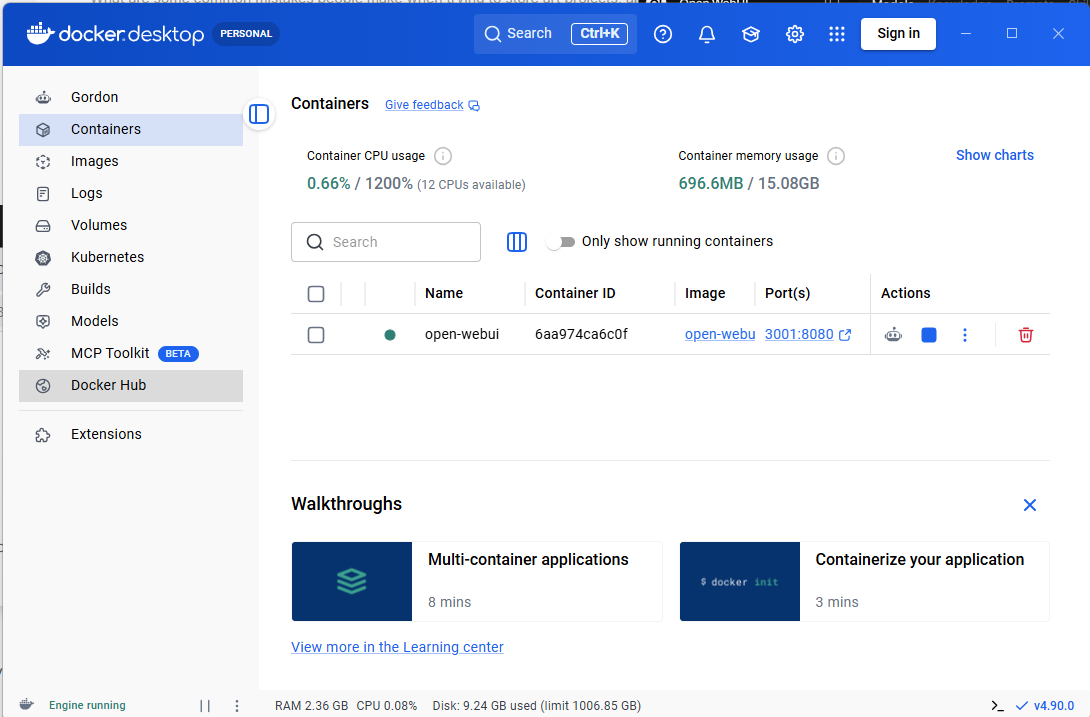 docker.desktop PERSONAL Search Ctrl+K Sign in
Gordon
Containers
Images
Logs
Volumes
Kubernetes
Builds
Models
MCP Toolkit BETA
Docker Hub
Extensions
Containers Give feedback
Container CPU usage
0.66% / 1200% (12 CPUs available)
Container memory usage
696.6MB / 15.08GB
Show charts
Search
Only show running containers
Name Container ID Image Port(s) Actions
open-webui 6aa974ca6c0f open-webu 3001:8080
Walkthroughs
Multi-container applications
8 mins
$ docker init
Containerize your application
3 mins
View more in the Learning center
Engine running RAM 2.36 GB CPU 0.08% Disk: 9.24 GB used (limit 1006.85 GB) v4.90.0